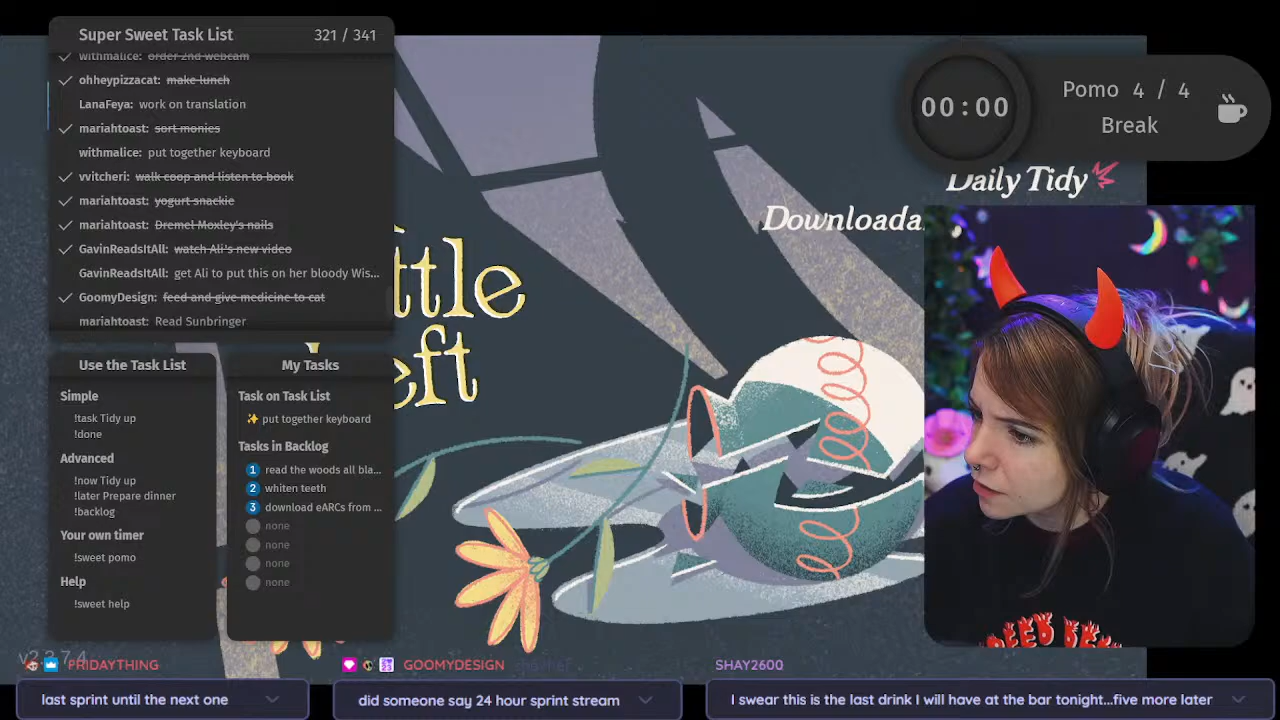 Super Sweet Task List 321 / 341
withmalice: order 2nd webcam
ohheypizzacat: make lunch
LanaFeya: work on translation
mariahtoast: sort monies
withmalice: put together keyboard
vvitcheri: walk coop and listen to book
mariahtoast: yogurt snackie
mariahtoast: Dremel Moxley's nails
GavinReadsItAll: watch Ali's new video
GavinReadsItAll: get Ali to put this on her bloody Wis...
GoomyDesign: feed and give medicine to cat
mariahtoast: Read Sunbringer
Use the Task List
Simple
!task Tidy up
!done
Advanced
!now Tidy up
!later Prepare dinner
!backlog
Your own timer
!sweet pomo
Help
!sweet help
My Tasks
Task on Task List
✨ put together keyboard
Tasks in Backlog
1 read the woods all bla...
2 whiten teeth
3 download eARCs from ...
none
none
none
none
ttle
eft
00:00
Pomo 4 / 4
Break
Daily Tidy
Downloada
FRIDAYTHING
last sprint until the next one
GOOMYDESIGN
did someone say 24 hour sprint stream
SHAY2600
I swear this is the last drink I will have at the bar tonight...five more later